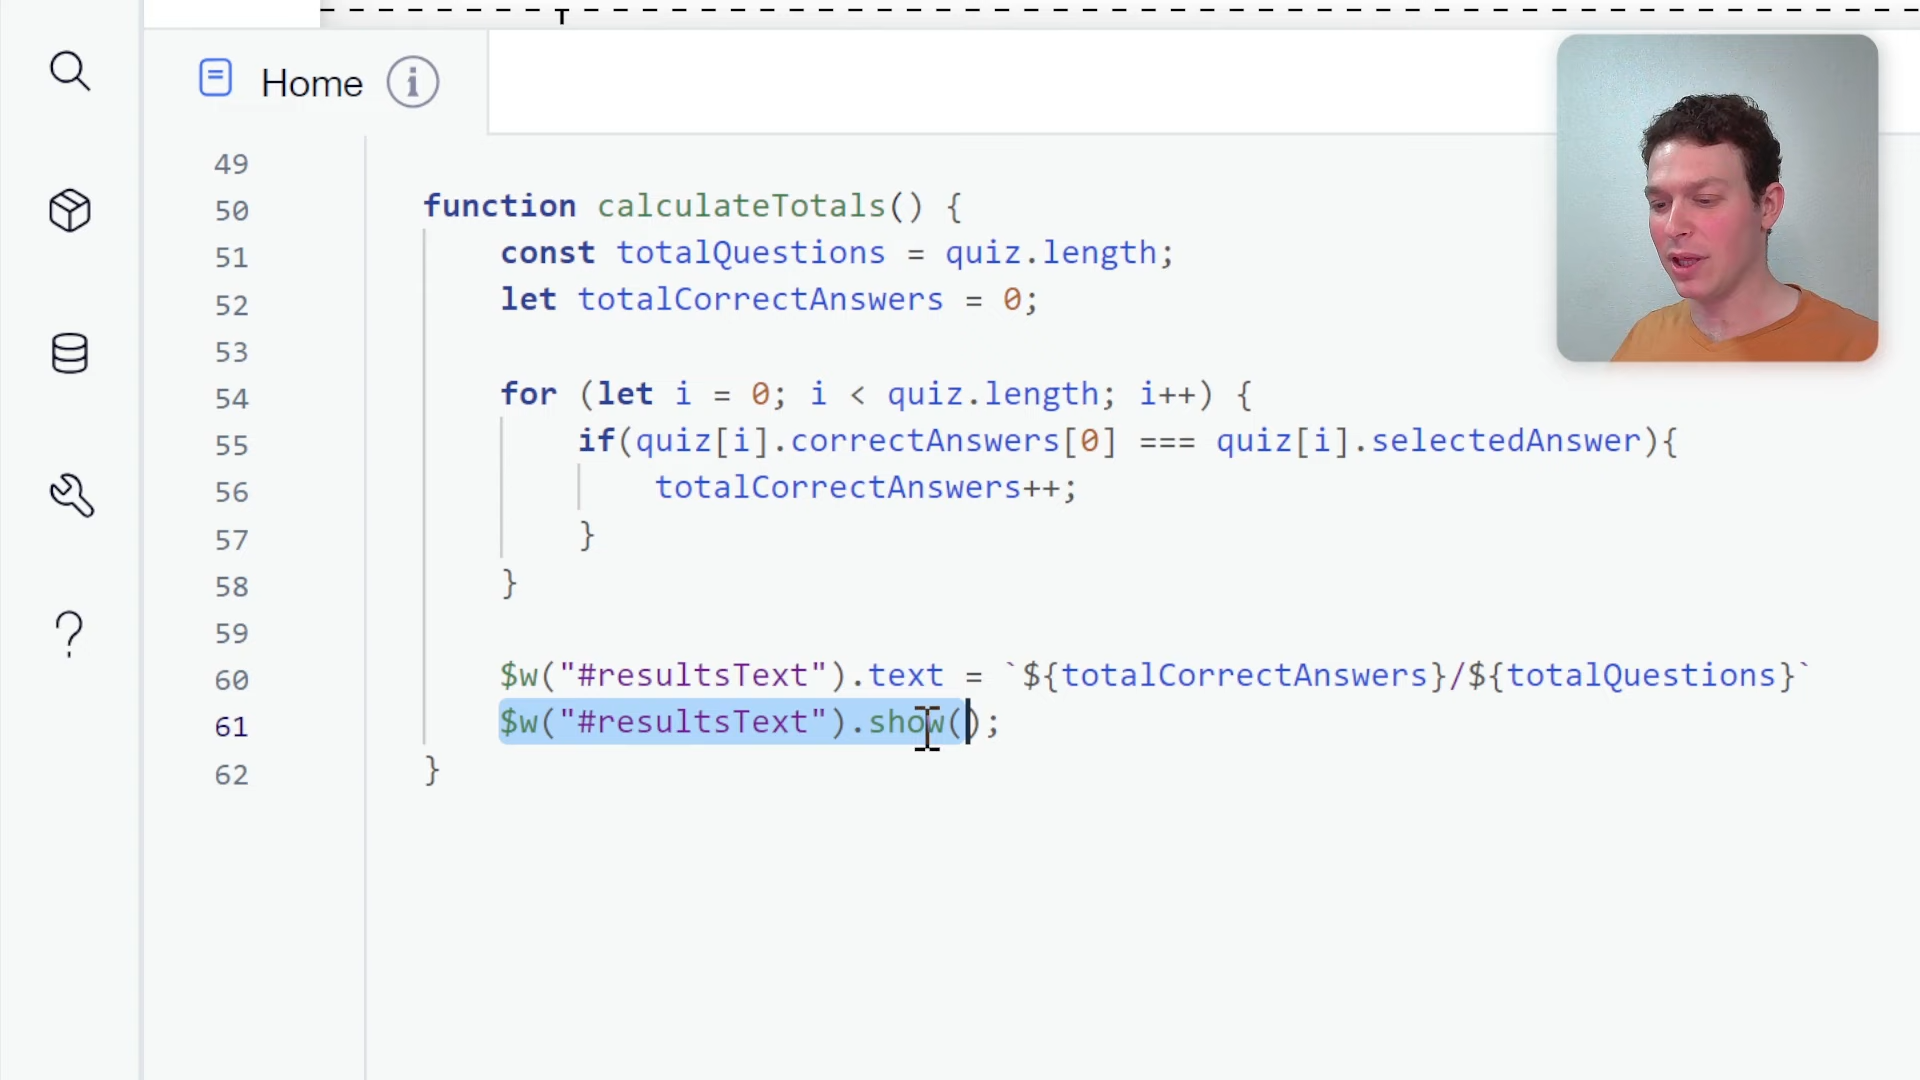 Home
49
50 function calculateTotals() {
51 const totalQuestions = quiz.length;
52 let totalCorrectAnswers = 0;
53
54 for (let i = 0; i < quiz.length; i++) {
55 if(quiz[i].correctAnswers[0] === quiz[i].selectedAnswer){
56 totalCorrectAnswers++;
57 }
58 }
59
60 $w("#resultsText").text = `${totalCorrectAnswers}/${totalQuestions}`
61 $w("#resultsText").show();
62 }